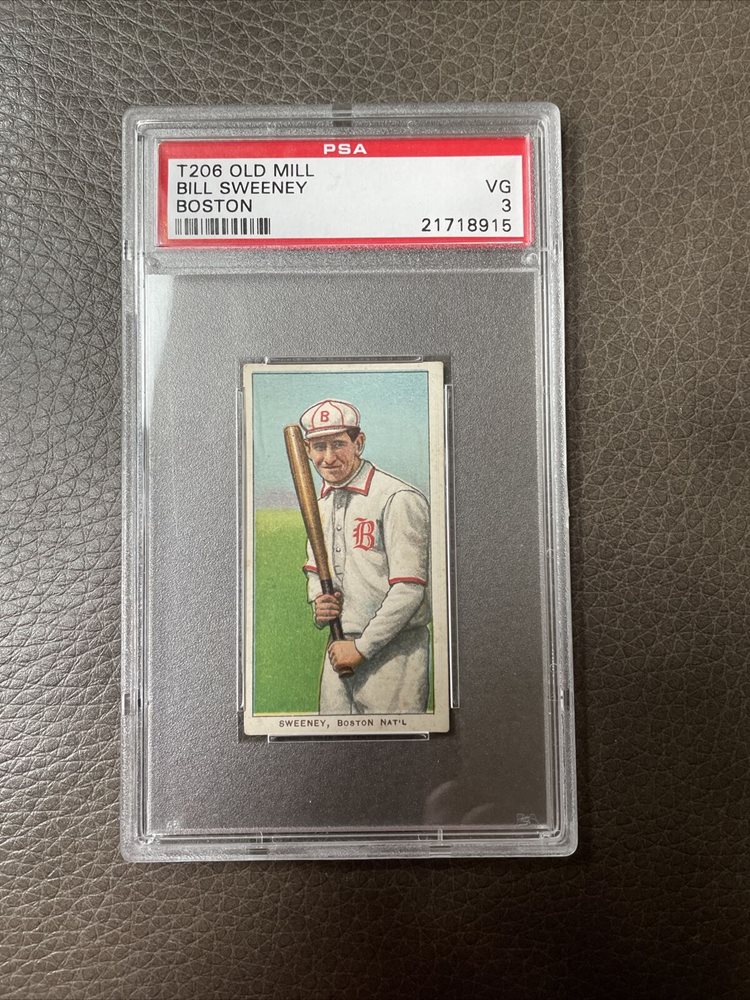 PSA
T206 OLD MILL
BILL SWEENEY VG
BOSTON 3
21718915
B
B
SWEENEY, BOSTON NAT'L